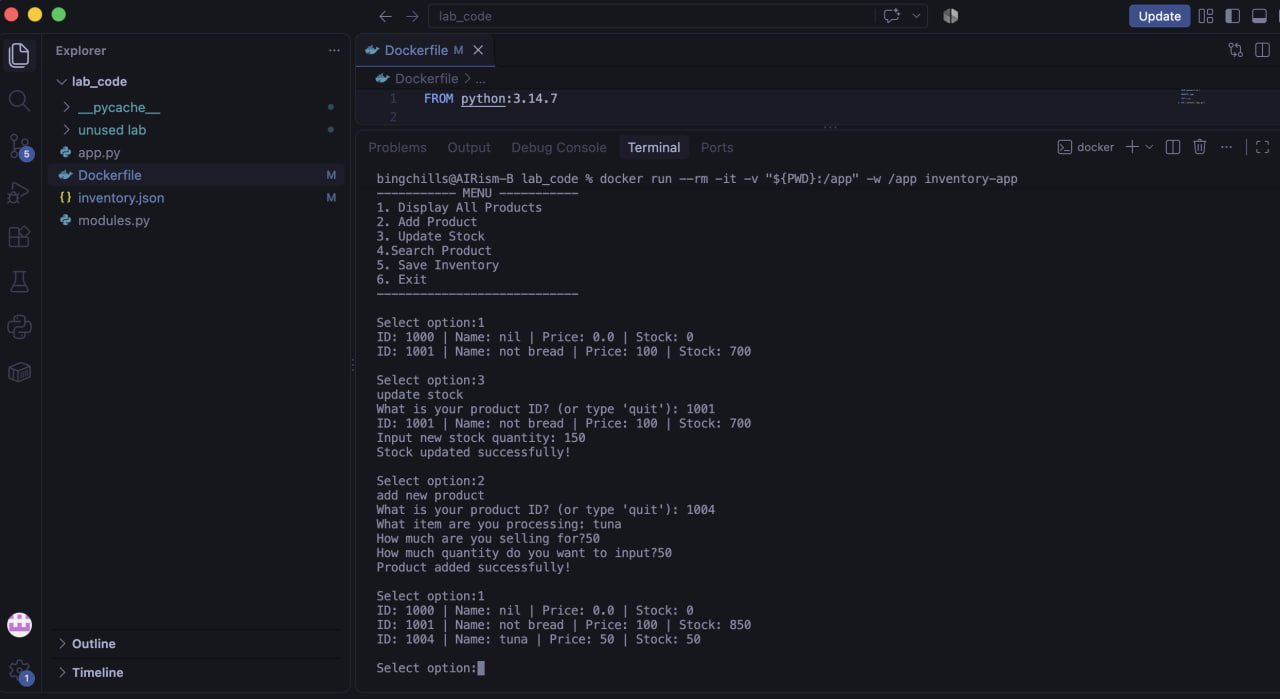 lab_code
Update
Explorer
lab_code
__pycache__
unused lab
app.py
Dockerfile M
inventory.json M
modules.py
Outline
Timeline
5
1
Dockerfile M
Dockerfile > ...
1 FROM python:3.14.7
2
Problems Output Debug Console Terminal Ports
docker
bingchills@AIRism-B lab_code % docker run --rm -it -v "${PWD}:/app" -w /app inventory-app
----------- MENU -----------
1. Display All Products
2. Add Product
3. Update Stock
4.Search Product
5. Save Inventory
6. Exit
----------------------------
Select option:1
ID: 1000 | Name: nil | Price: 0.0 | Stock: 0
ID: 1001 | Name: not bread | Price: 100 | Stock: 700
Select option:3
update stock
What is your product ID? (or type 'quit'): 1001
ID: 1001 | Name: not bread | Price: 100 | Stock: 700
Input new stock quantity: 150
Stock updated successfully!
Select option:2
add new product
What is your product ID? (or type 'quit'): 1004
What item are you processing: tuna
How much are you selling for?50
How much quantity do you want to input?50
Product added successfully!
Select option:1
ID: 1000 | Name: nil | Price: 0.0 | Stock: 0
ID: 1001 | Name: not bread | Price: 100 | Stock: 850
ID: 1004 | Name: tuna | Price: 50 | Stock: 50
Select option: